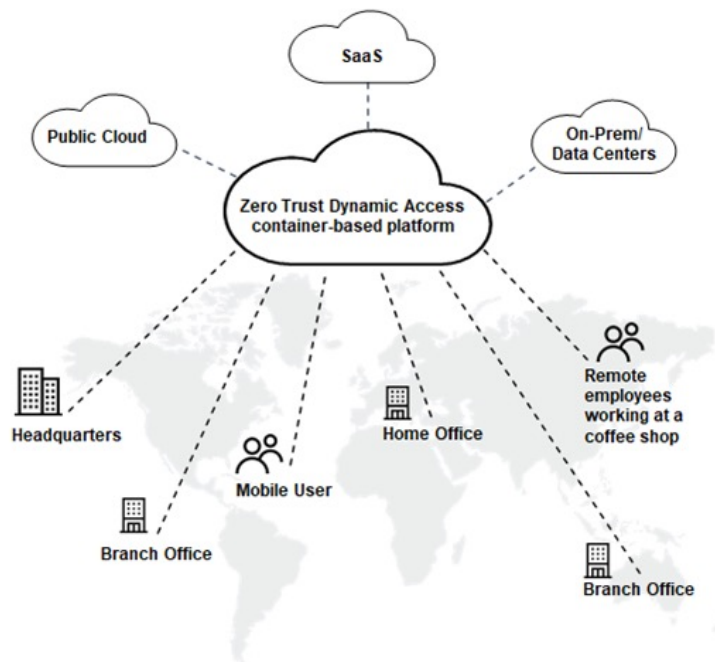 SaaS
Public Cloud
On-Prem/
Data Centers
Zero Trust Dynamic Access
container-based platform
Headquarters
Branch Office
Mobile User
Home Office
Remote
employees
working at a
coffee shop
Branch Office